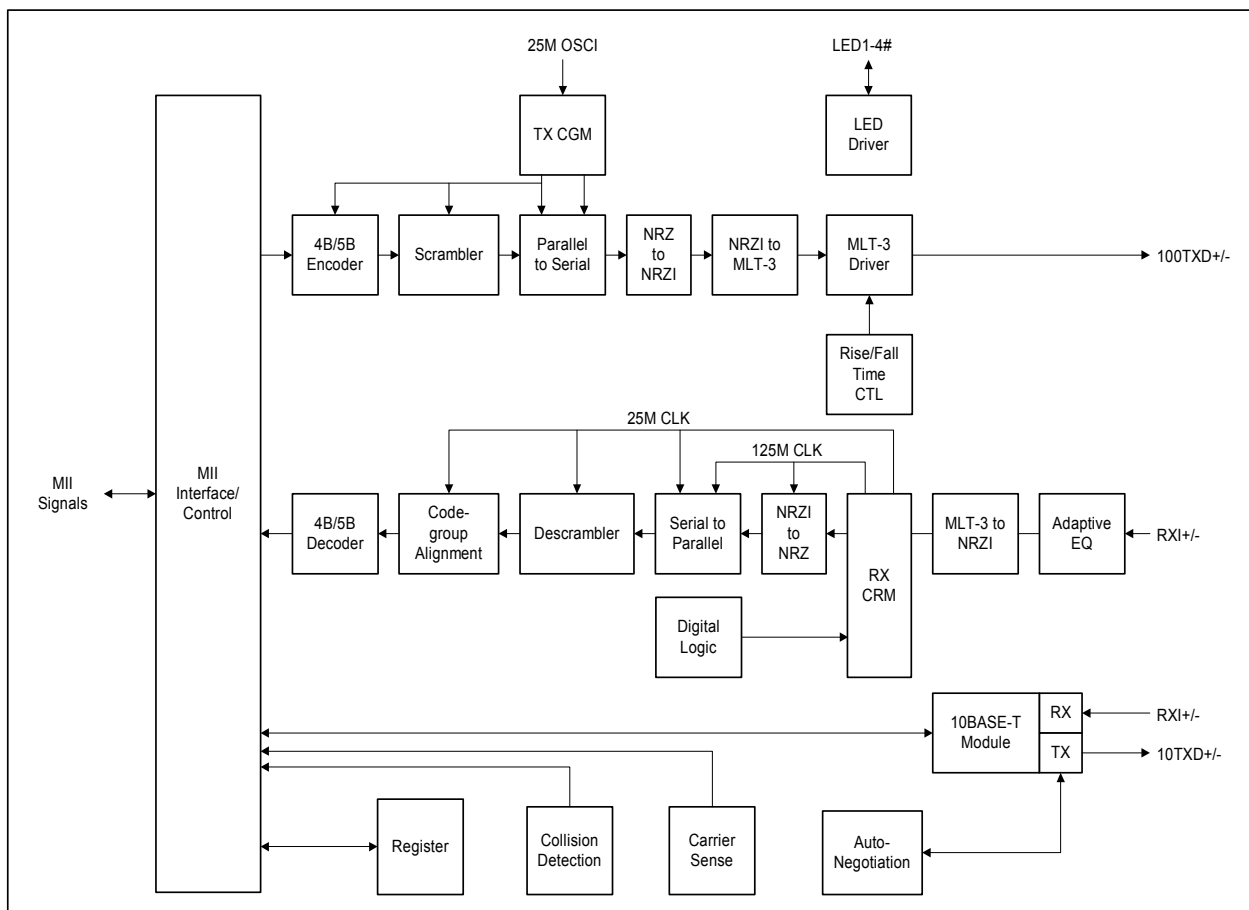 25M OSCI
LED1-4#
TX CGM
LED
Driver
4B/5B
Encoder
Scrambler
Parallel
to Serial
NRZ
to
NRZI
NRZI to
MLT-3
MLT-3
Driver
100TXD+/-
Rise/Fall
Time
CTL
25M CLK
125M CLK
MII
Signals
MII
Interface/
Control
4B/5B
Decoder
Code-
group
Alignment
Descrambler
Serial to
Parallel
NRZI
to
NRZ
RX
CRM
MLT-3 to
NRZI
Adaptive
EQ
RXI+/-
Digital
Logic
10BASE-T
Module
RX
TX
RXI+/-
10TXD+/-
Register
Collision
Detection
Carrier
Sense
Auto-
Negotiation